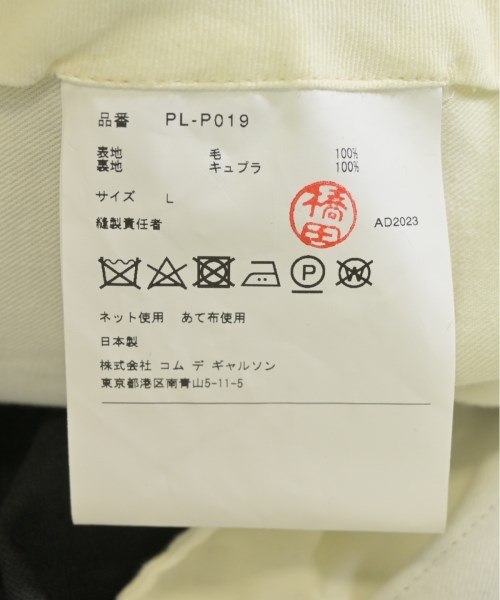 品番 PL-P019
表地 毛 100%
裏地 キュプラ 100%
サイズ L
縫製責任者 橋田 AD2023
P W
ネット使用 あて布使用
日本製
株式会社 コム デ ギャルソン
東京都港区南青山5-11-5